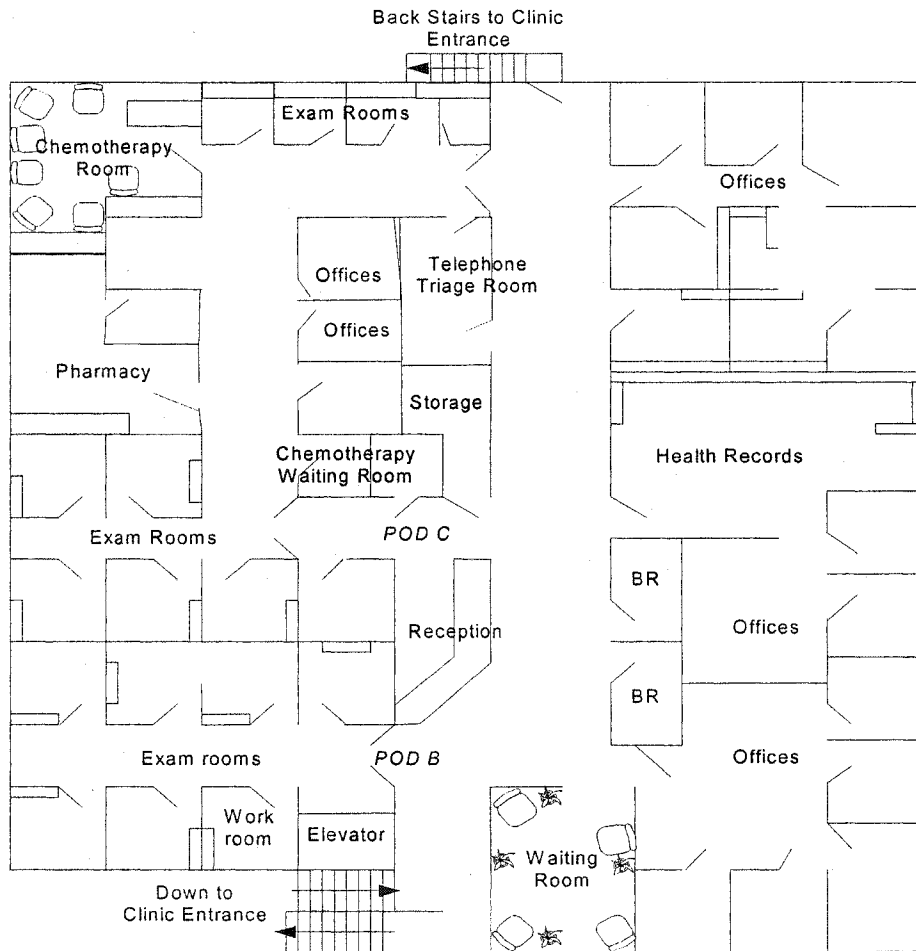 Back Stairs to Clinic
Entrance
Exam Rooms
Chemotherapy
Room
Offices
Offices
Telephone
Triage Room
Offices
Pharmacy
Storage
Chemotherapy
Waiting Room
Health Records
Exam Rooms
POD C
BR
Reception
Offices
BR
Exam rooms
POD B
Offices
Work
room
Elevator
Waiting
Room
Down to
Clinic Entrance